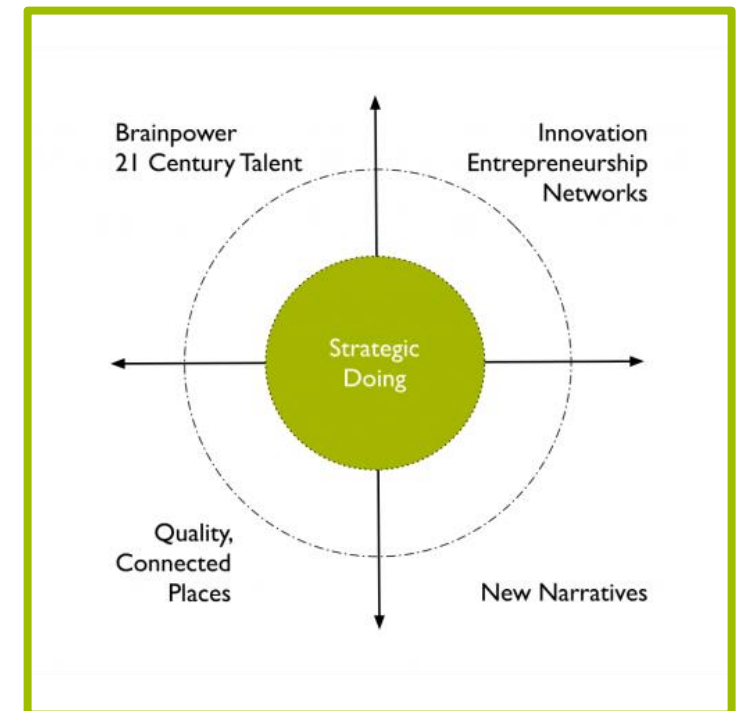 Brainpower
21 Century Talent
Innovation
Entrepreneurship
Networks
Strategic
Doing
Quality,
Connected
Places
New Narratives